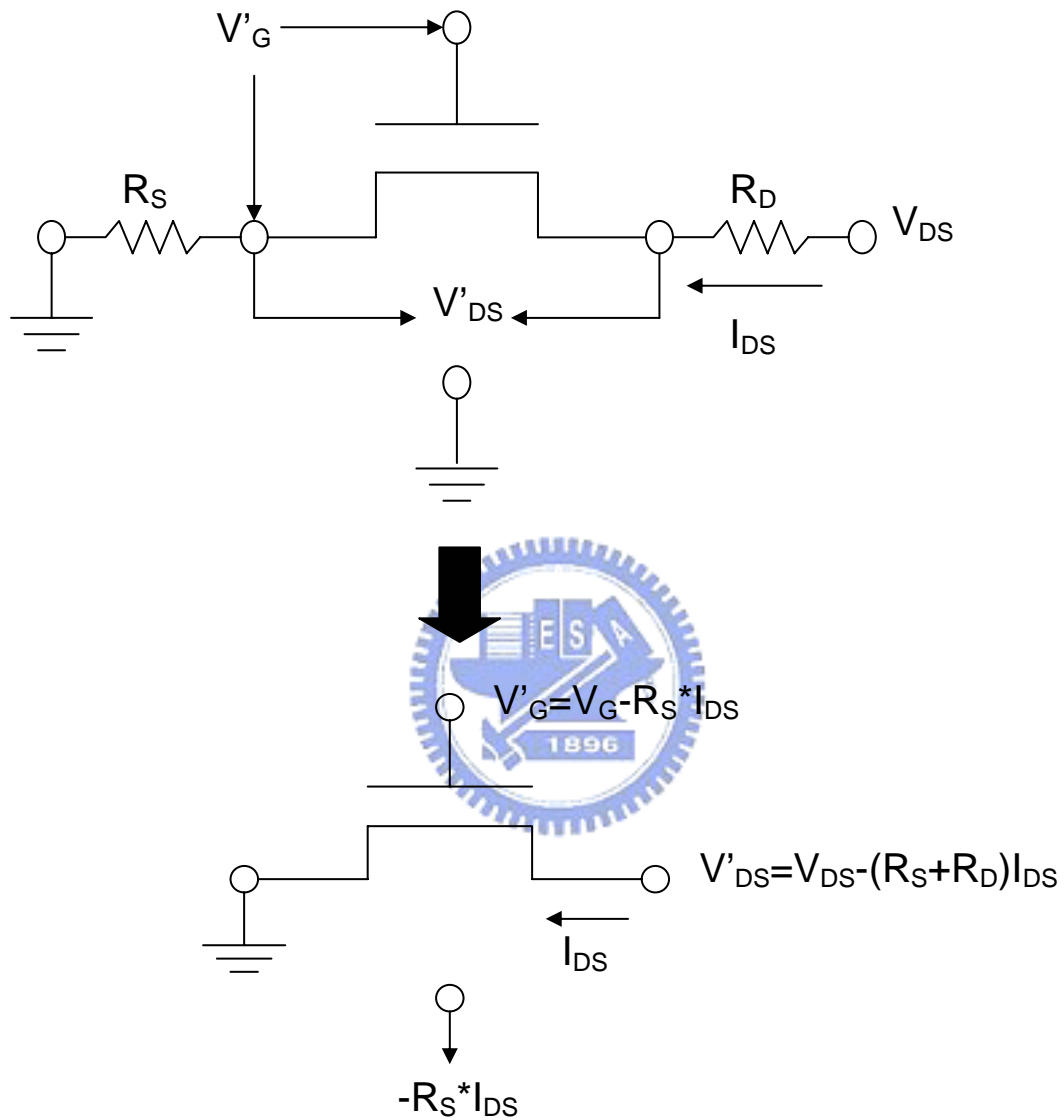 V'G
RS
RD
VDS
V'DS
IDS
E S A
V'G=VG-RS*IDS
1896
V'DS=VDS-(RS+RD)IDS
IDS
-RS*IDS